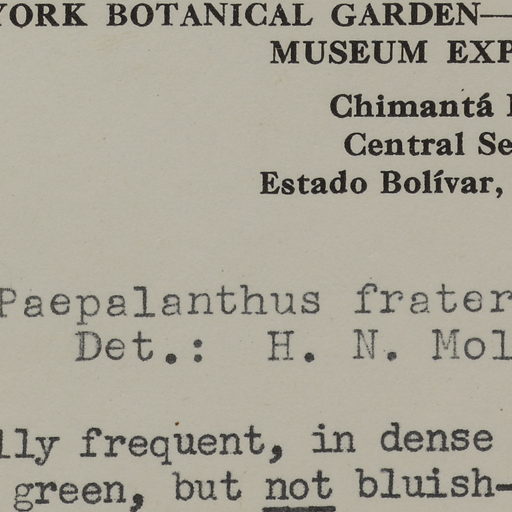 YORK BOTANICAL GARDEN—
MUSEUM EXP
Chimantá
Central Se
Estado Bolívar,
Paepalanthus frater
Det.: H. N. Mol
lly frequent, in dense
green, but not bluish-